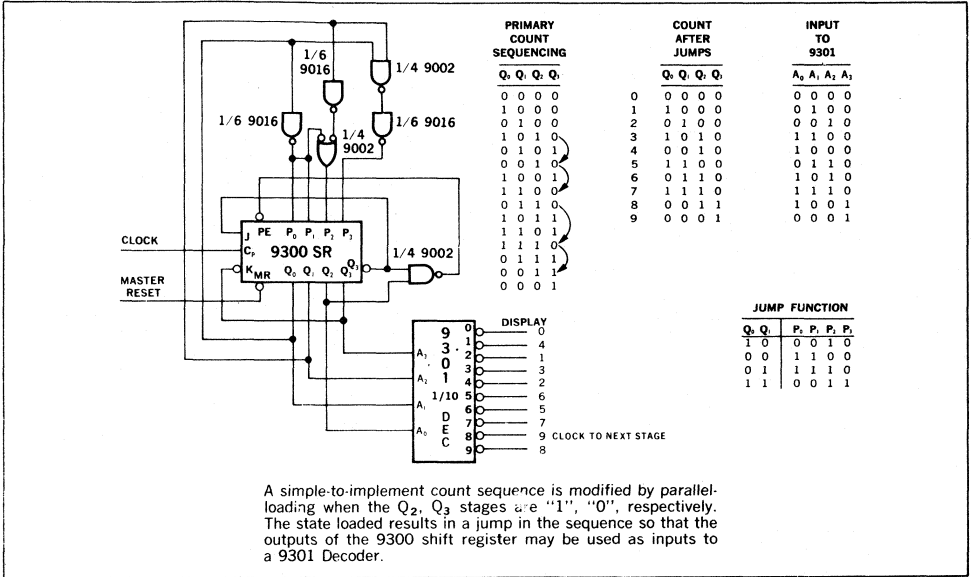 PRIMARY
COUNT
SEQUENCING
Q₀ Q₁ Q₂ Q₃
0 0 0 0
1 0 0 0
0 1 0 0
1 0 1 0
0 1 0 1
0 0 1 0
1 0 0 1
1 1 0 0
0 1 1 0
1 0 1 1
1 1 0 1
1 1 1 0
0 1 1 1
0 0 1 1
0 0 0 1
COUNT
AFTER
JUMPS
Q₀ Q₁ Q₂ Q₃
0 0 0 0 0
1 1 0 0 0
2 0 1 0 0
3 1 0 1 0
4 0 0 1 0
5 1 1 0 0
6 0 1 1 0
7 1 1 1 0
8 0 0 1 1
9 0 0 0 1
INPUT
TO
9301
A₀ A₁ A₂ A₃
0 0 0 0
0 1 0 0
0 0 1 0
1 1 0 0
1 0 0 0
0 1 1 0
1 0 1 0
1 1 1 0
1 0 0 1
0 0 0 1
1/6
9016
1/4 9002
1/6 9016
1/4
9002
1/6 9016
PE P₀ P₁ P₂ P₃
J
CLOCK
Cₚ 9300 SR
K
MR Q₀ Q₁ Q₂ Q₃ Q₃
1/4 9002
MASTER
RESET
JUMP FUNCTION
Q₀ Q₁ P₀ P₁ P₂ P₃
1 0 0 0 1 0
0 0 1 1 0 0
0 1 1 1 1 0
1 1 0 0 1 1
DISPLAY
9301
1/10
DEC
A₃
A₂
A₁
A₀
0 0
1 4
2 1
3 3
4 2
5 6
6 5
7 7
8 9 CLOCK TO NEXT STAGE
9 8
A simple-to-implement count sequence is modified by parallel-
loading when the Q₂, Q₃ stages are “1”, “0”, respectively.
The state loaded results in a jump in the sequence so that the
outputs of the 9300 shift register may be used as inputs to
a 9301 Decoder.